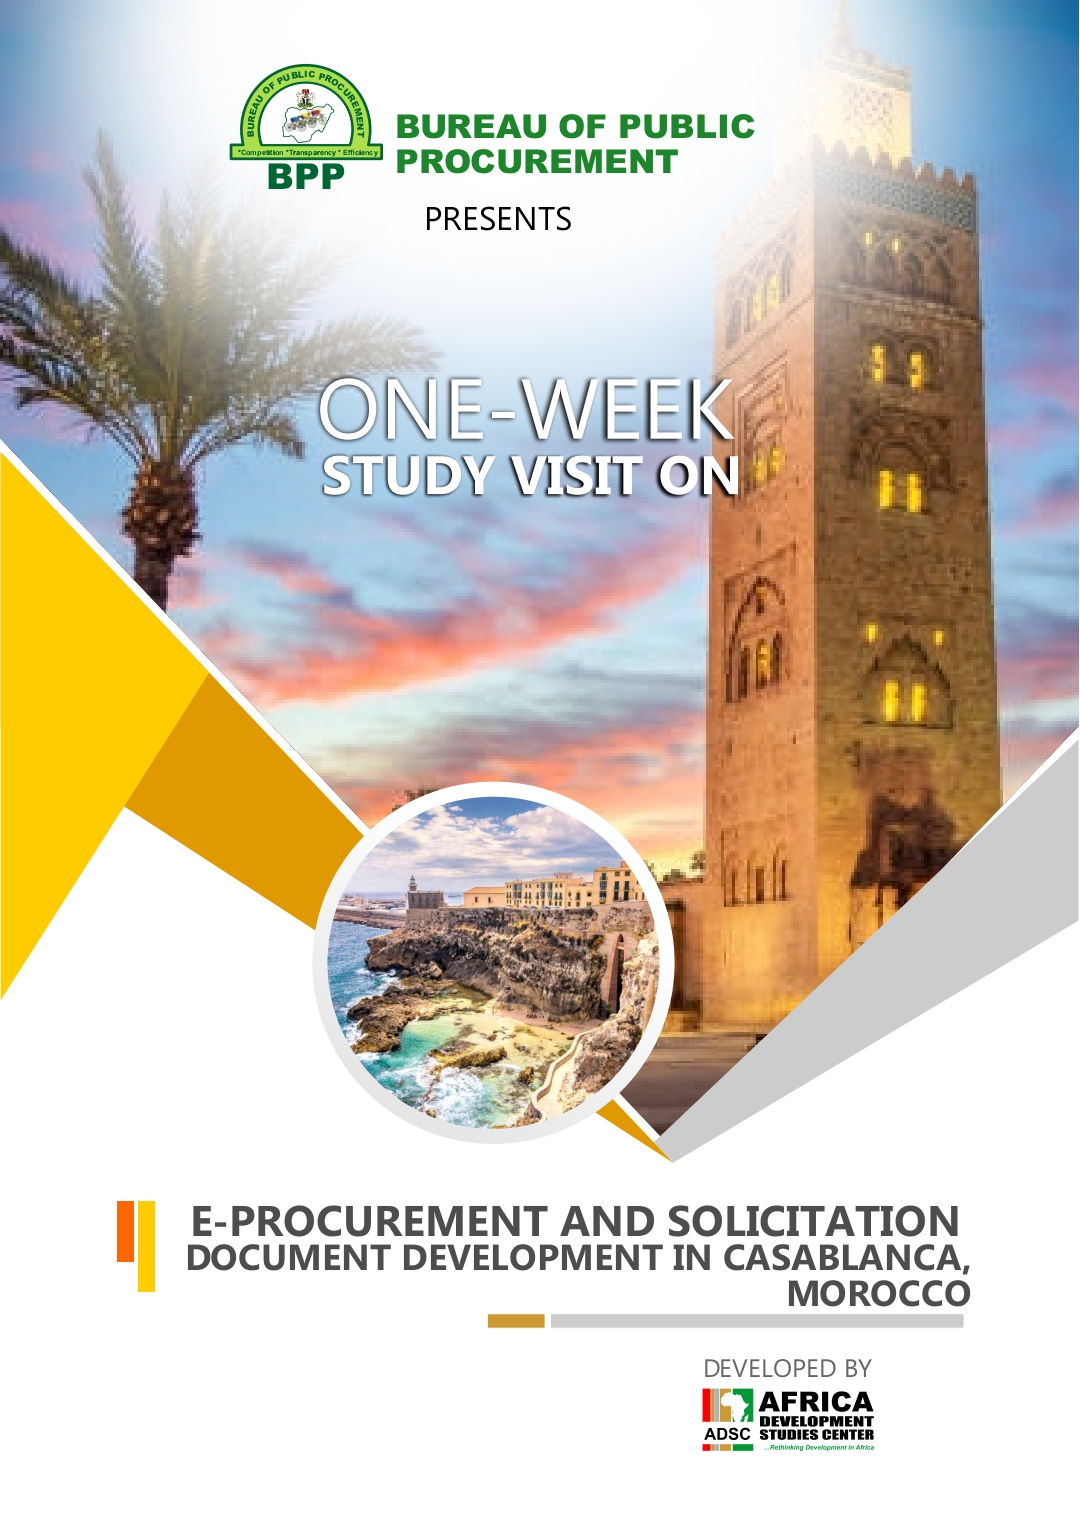 BUREAU OF PUBLIC PROCUREMENT
*Competition *Transparency * Efficiency
BPP
BUREAU OF PUBLIC
PROCUREMENT
PRESENTS
ONE-WEEK
STUDY VISIT ON
E-PROCUREMENT AND SOLICITATION
DOCUMENT DEVELOPMENT IN CASABLANCA,
MOROCCO
DEVELOPED BY
ADSC
AFRICA
DEVELOPMENT
STUDIES CENTER
...Rethinking Development in Africa